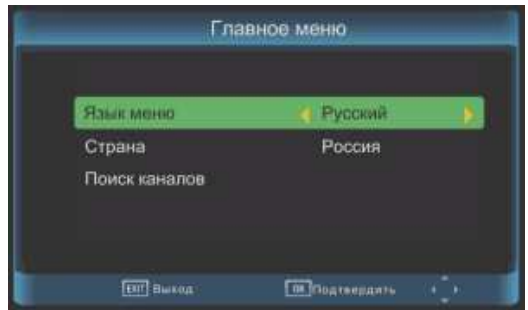 Главное меню
Язык меню Русский
Страна Россия
Поиск каналов
EXIT Выход OK Подтвердить